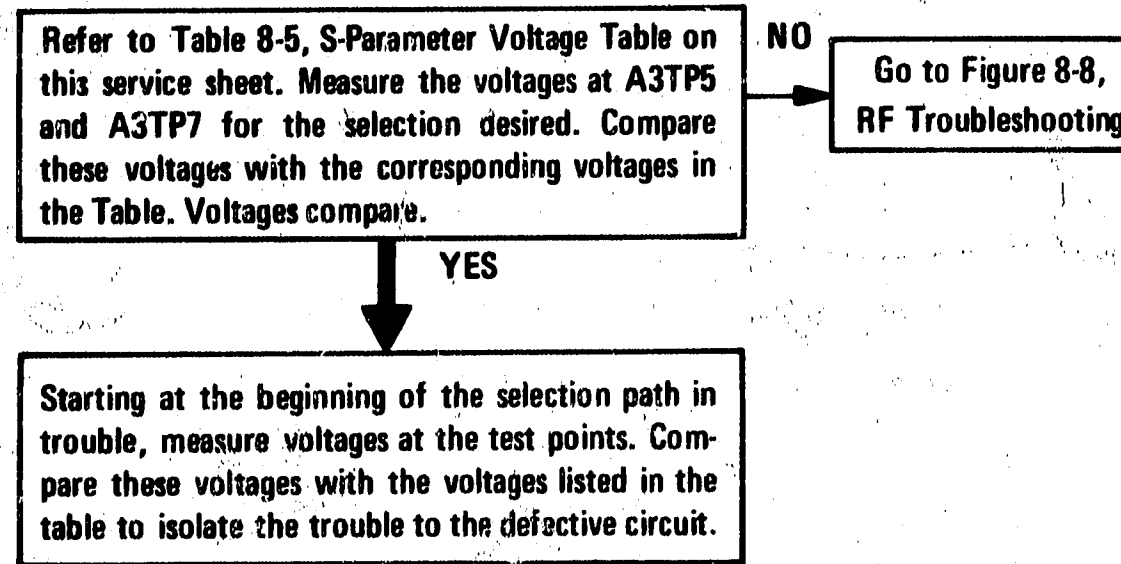 Refer to Table 8-5, S-Parameter Voltage Table on
this service sheet. Measure the voltages at A3TP5
and A3TP7 for the selection desired. Compare
these voltages with the corresponding voltages in
the Table. Voltages compare.
NO
Go to Figure 8-8,
RF Troubleshooting
YES
Starting at the beginning of the selection path in
trouble, measure voltages at the test points. Com-
pare these voltages with the voltages listed in the
table to isolate the trouble to the defective circuit.